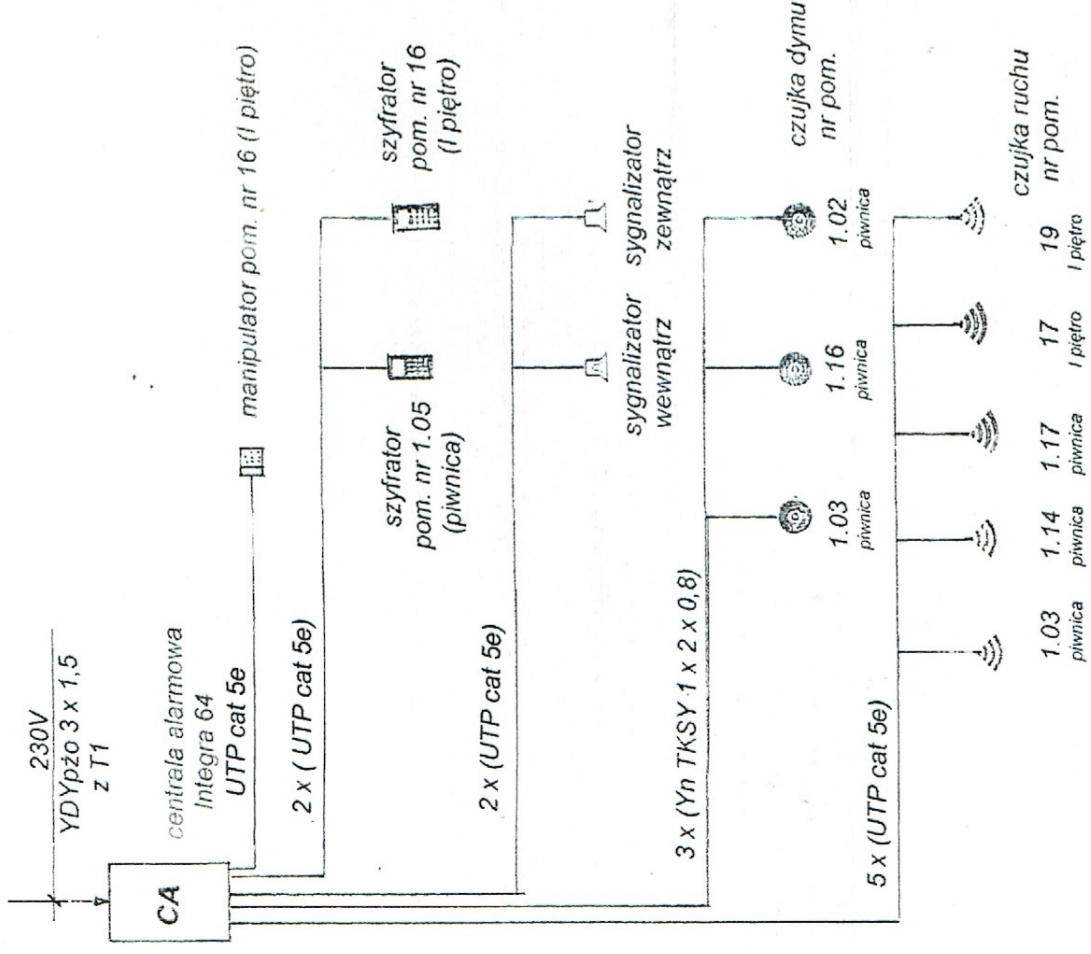 230V
YDYpżo 3 x 1,5
z T1
CA
centrala alarmowa
Integra 64
UTP cat 5e
manipulator pom. nr 16 (I piętro)
2 x ( UTP cat 5e)
szyfrator
pom. nr 1.05
(piwnica)
szyfrator
pom. nr 16
(I piętro)
2 x (UTP cat 5e)
sygnalizator
wewnątrz
sygnalizator
zewnątrz
3 x (Yn TKSY 1 x 2 x 0,8)
1.03
piwnica
1.16
piwnica
1.02
piwnica
czujka dymu
nr pom.
5 x (UTP cat 5e)
1.03
piwnica
1.14
piwnica
1.17
piwnica
17
I piętro
19
I piętro
czujka ruchu
nr pom.